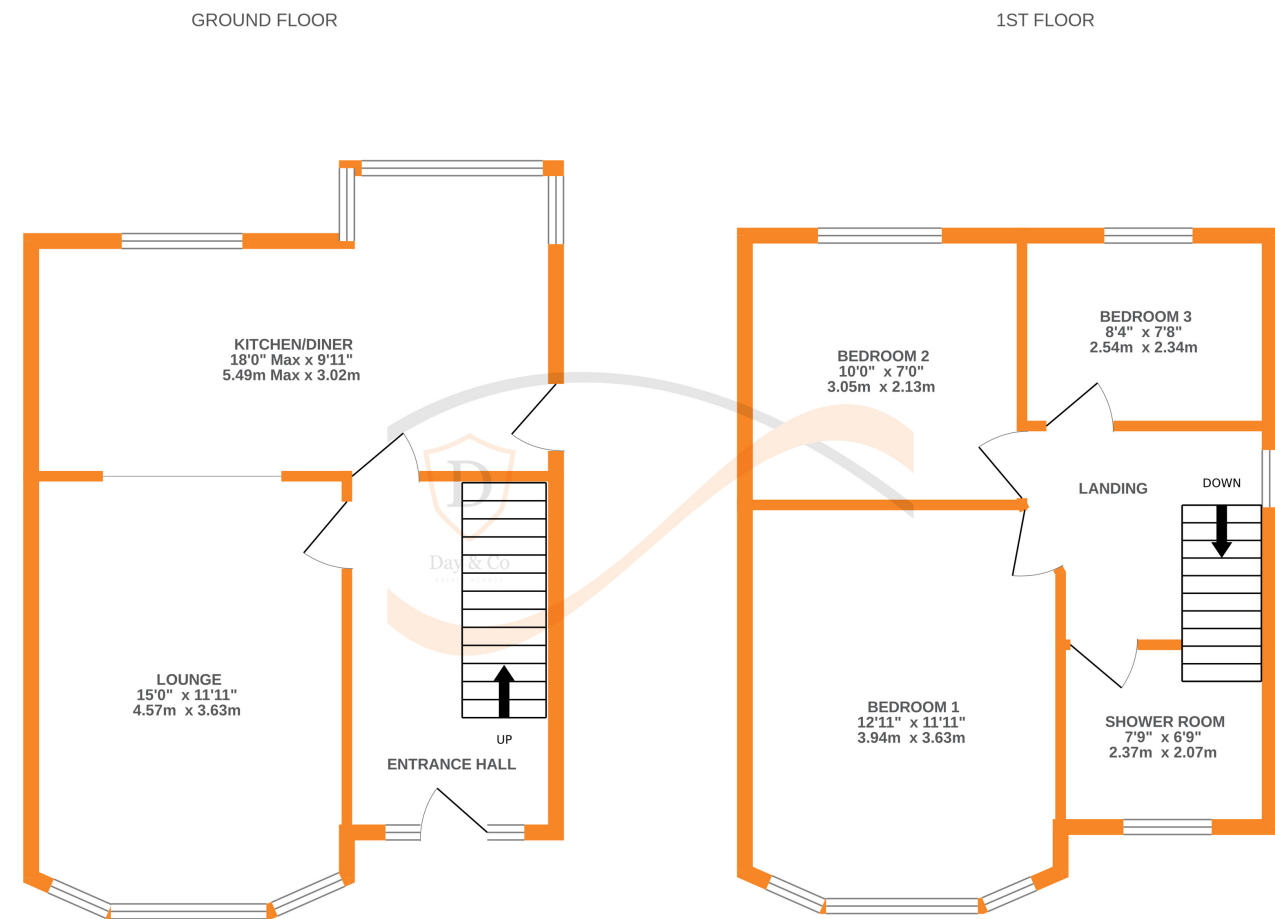 GROUND FLOOR
1ST FLOOR
KITCHEN/DINER
18'0" Max x 9'11"
5.49m Max x 3.02m
LOUNGE
15'0" x 11'11"
4.57m x 3.63m
UP
ENTRANCE HALL
D
Day & Co
BEDROOM 2
10'0" x 7'0"
3.05m x 2.13m
BEDROOM 3
8'4" x 7'8"
2.54m x 2.34m
LANDING
DOWN
BEDROOM 1
12'11" x 11'11"
3.94m x 3.63m
SHOWER ROOM
7'9" x 6'9"
2.37m x 2.07m